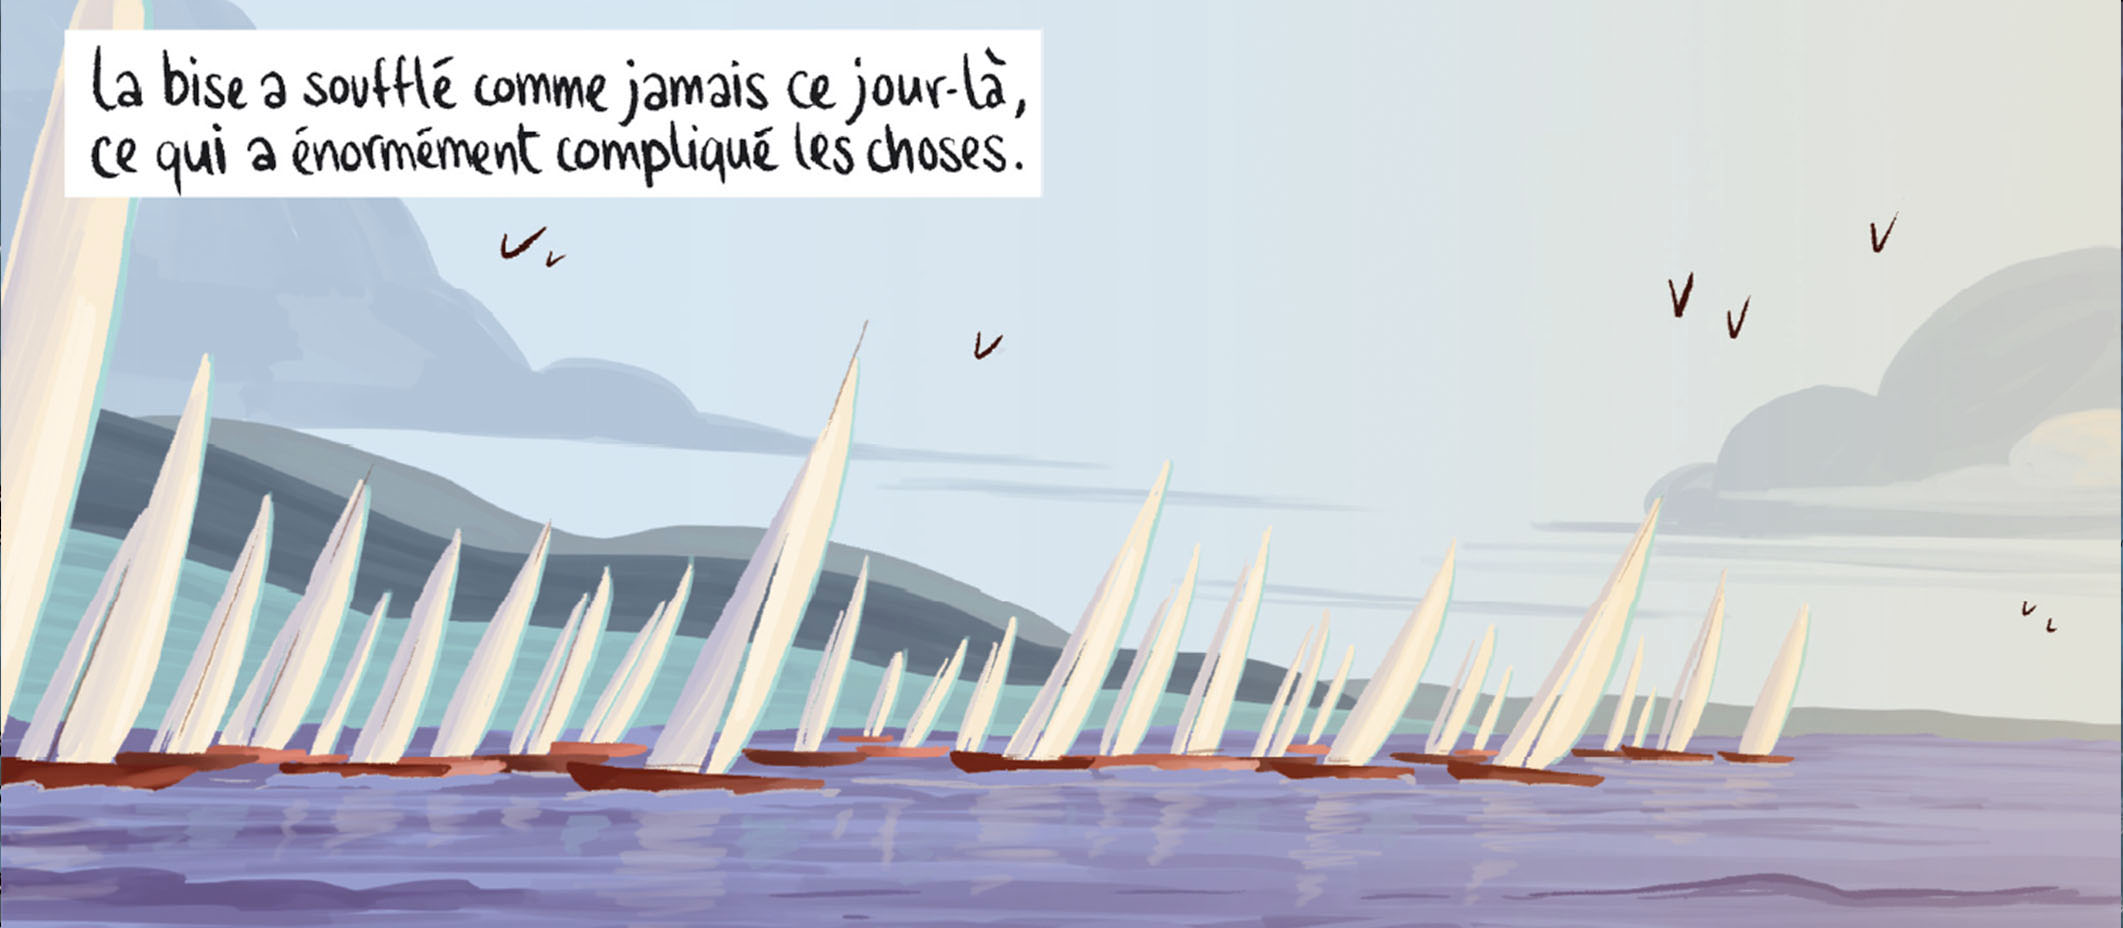 La bise a soufflé comme jamais ce jour-là,
ce qui a énormément compliqué les choses.